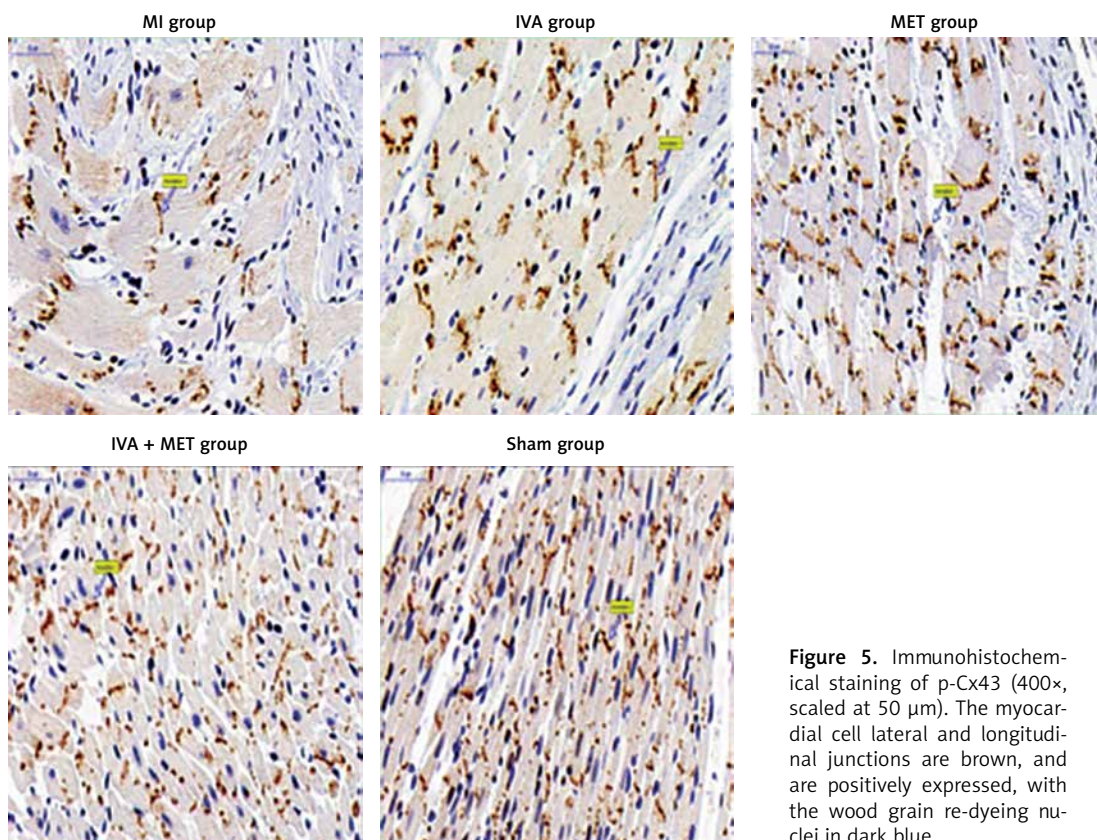 MI group
IVA group
MET group
IVA + MET group
Sham group
Figure 5. Immunohistochem-
ical staining of p-Cx43 (400×,
scaled at 50 μm). The myocar-
dial cell lateral and longitudi-
nal junctions are brown, and
are positively expressed, with
the wood grain re-dyeing nu-
clei in dark blue